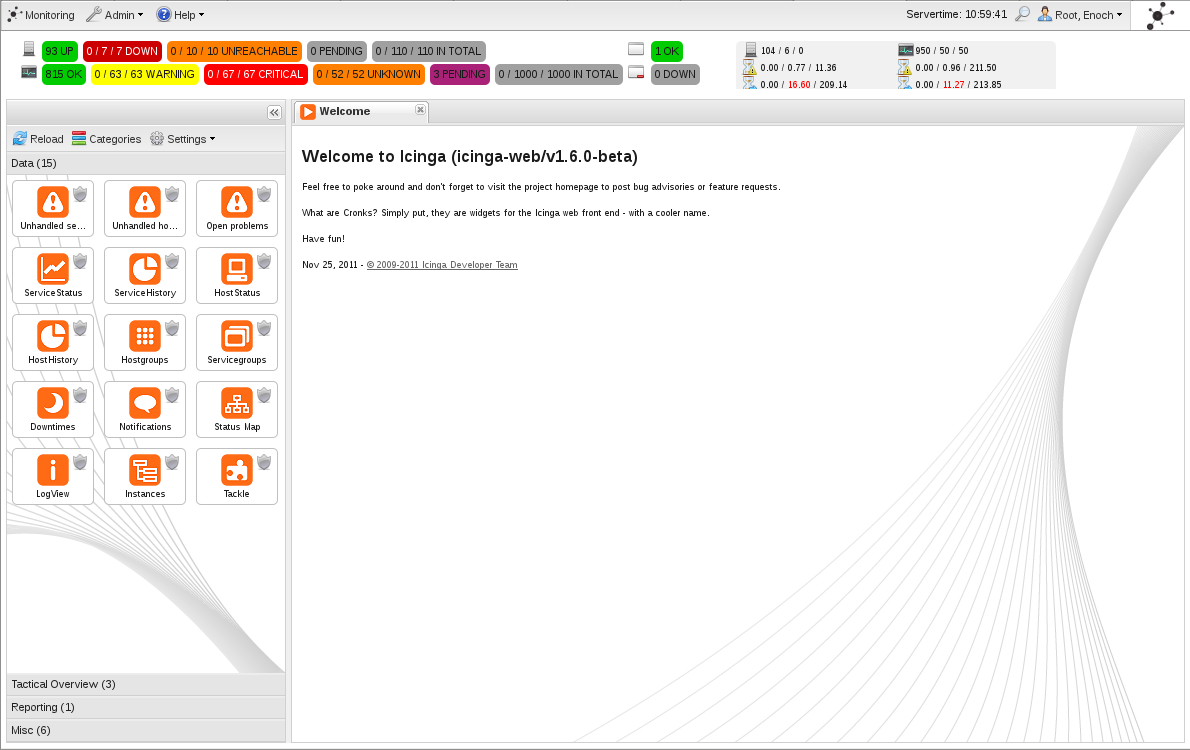 Monitoring Admin Help Servertime: 10:59:41 Root, Enoch
93 UP 0 / 7 / 7 DOWN 0 / 10 / 10 UNREACHABLE 0 PENDING 0 / 110 / 110 IN TOTAL 1 OK 104 / 6 / 0 950 / 50 / 50
815 OK 0 / 63 / 63 WARNING 0 / 67 / 67 CRITICAL 0 / 52 / 52 UNKNOWN 3 PENDING 0 / 1000 / 1000 IN TOTAL 0 DOWN 0.00 / 0.77 / 11.36 0.00 / 0.96 / 211.50
0.00 / 16.60 / 209.14 0.00 / 11.27 / 213.85
Reload Categories Settings
Data (15)
Unhandled se... Unhandled ho... Open problems
ServiceStatus ServiceHistory HostStatus
HostHistory Hostgroups Servicegroups
Downtimes Notifications Status Map
LogView Instances Tackle
Tactical Overview (3)
Reporting (1)
Misc (6)
Welcome
Welcome to Icinga (icinga-web/v1.6.0-beta)
Feel free to poke around and don't forget to visit the project homepage to post bug advisories or feature requests.
What are Cronks? Simply put, they are widgets for the Icinga web front end - with a cooler name.
Have fun!
Nov 25, 2011 - © 2009-2011 Icinga Developer Team